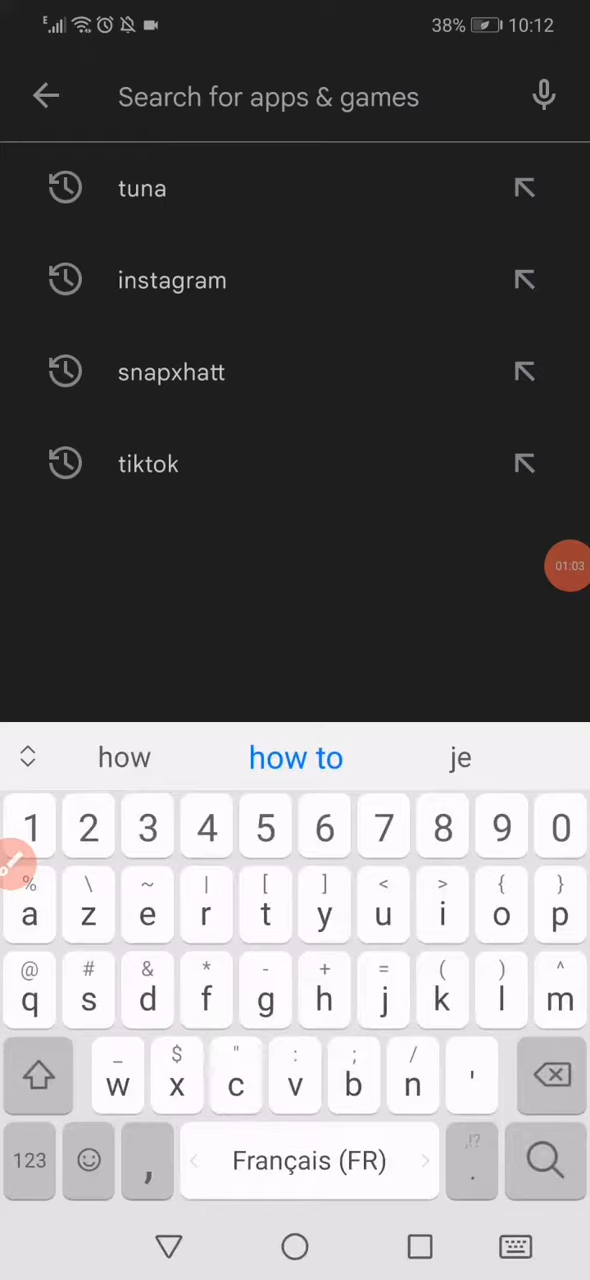 E 38% 10:12
Search for apps & games
tuna
instagram
snapxhatt
tiktok
01:03
how how to je
1 2 3 4 5 6 7 8 9 0
% \ ~ | [ ] < > { }
a z e r t y u i o p
@ # & * - + = ( ) ^
q s d f g h j k l m
_ $ " : ; /
w x c v b n '
,!?
123 , Français (FR) .